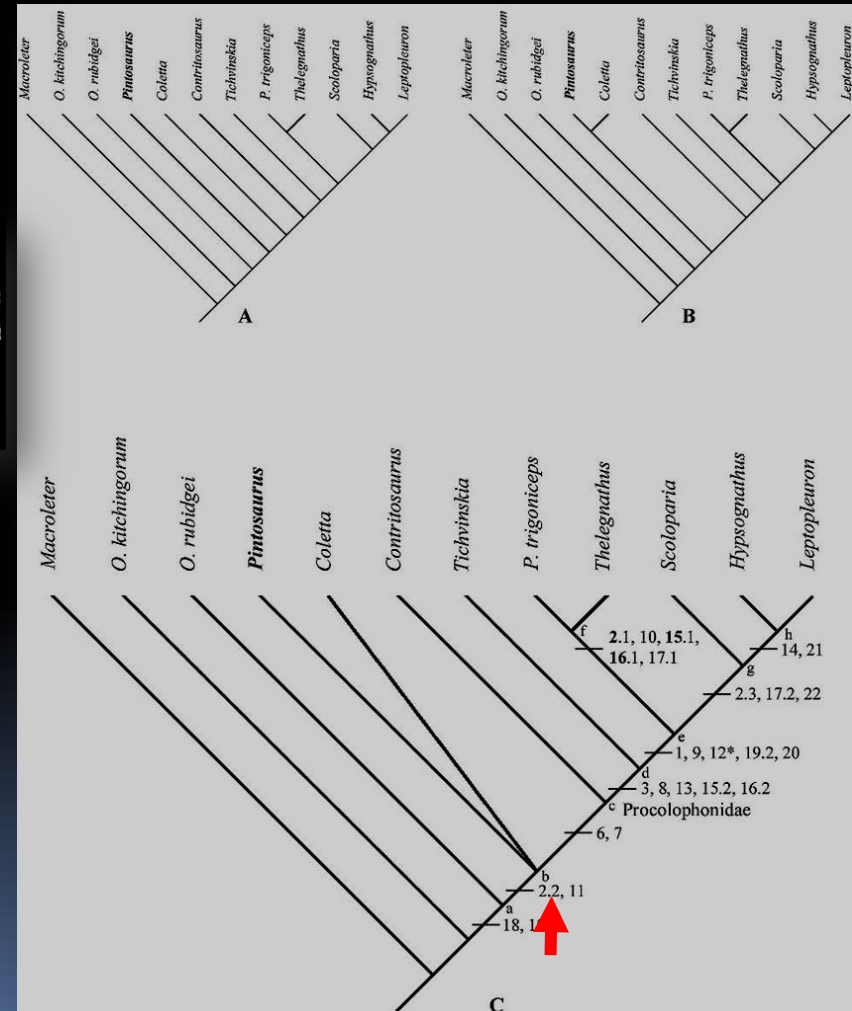 Macroleter
O. kitchingorum
O. rubidgei
Pintosaurus
Coletta
Contritosaurus
Tichvinskia
P. trigoniceps
Thelegnathus
Scoloparia
Hypsognathus
Leptopleuron
A
Macroleter
O. kitchingorum
O. rubidgei
Pintosaurus
Coletta
Contritosaurus
Tichvinskia
P. trigoniceps
Thelegnathus
Scoloparia
Hypsognathus
Leptopleuron
B
Macroleter
O. kitchingorum
O. rubidgei
Pintosaurus
Coletta
Contritosaurus
Tichvinskia
P. trigoniceps
Thelegnathus
Scoloparia
Hypsognathus
Leptopleuron
f
2.1, 10, 15.1,
16.1, 17.1
h
14, 21
g
2.3, 17.2, 22
e
1, 9, 12*, 19.2, 20
d
3, 8, 13, 15.2, 16.2
c Procolophonidae
6, 7
b
2.2, 11
a
18,
C